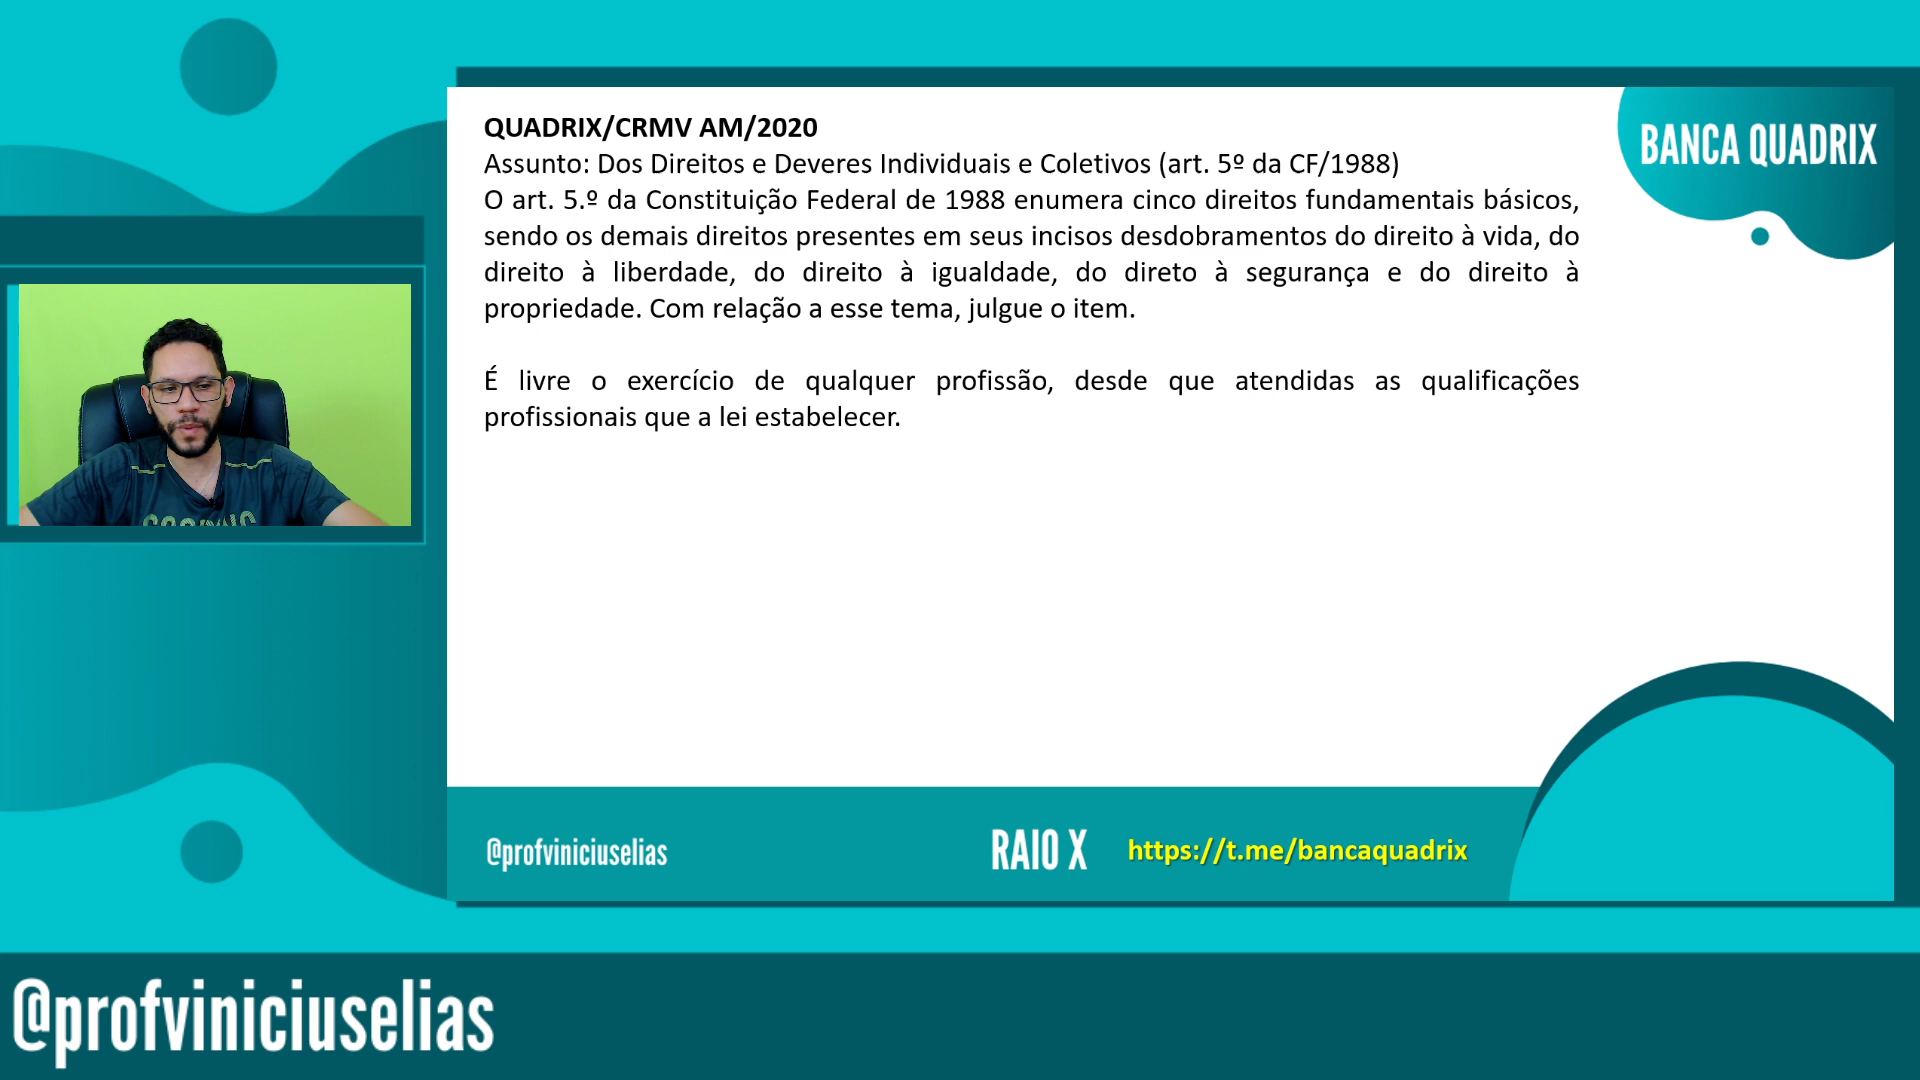 QUADRIX/CRMV AM/2020
Assunto: Dos Direitos e Deveres Individuais e Coletivos (art. 5º da CF/1988)
O art. 5.º da Constituição Federal de 1988 enumera cinco direitos fundamentais básicos,
sendo os demais direitos presentes em seus incisos desdobramentos do direito à vida, do
direito à liberdade, do direito à igualdade, do direto à segurança e do direito à
propriedade. Com relação a esse tema, julgue o item.
É livre o exercício de qualquer profissão, desde que atendidas as qualificações
profissionais que a lei estabelecer.
BANCA QUADRIX
@profviniciuselias
RAIO X
https://t.me/bancaquadrix
@profviniciuselias